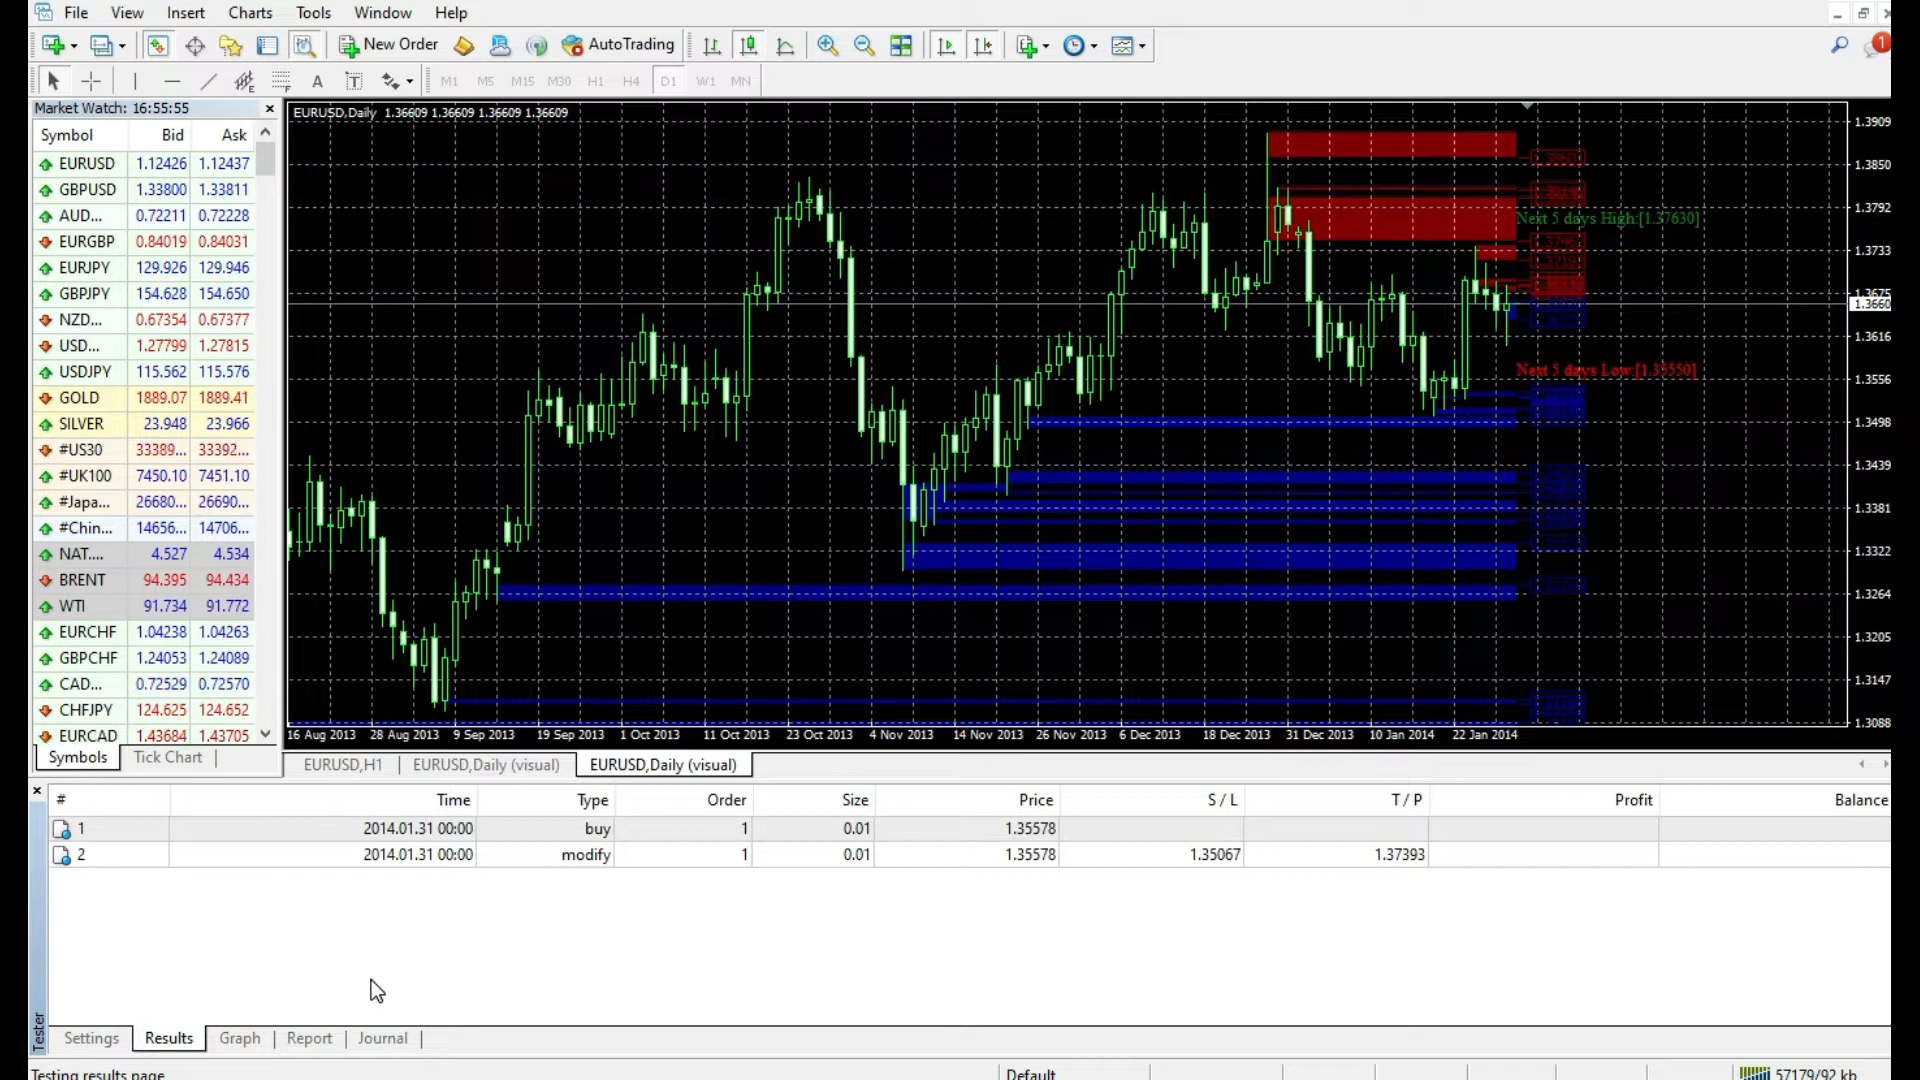 File View Insert Charts Tools Window Help
New Order AutoTrading 1
A T M1 M5 M15 M30 H1 H4 D1 W1 MN
Market Watch: 16:55:55
Symbol Bid Ask
EURUSD 1.12426 1.12437
GBPUSD 1.33800 1.33811
AUD... 0.72211 0.72228
EURGBP 0.84019 0.84031
EURJPY 129.926 129.946
GBPJPY 154.628 154.650
NZD... 0.67354 0.67377
USD... 1.27799 1.27815
USDJPY 115.562 115.576
GOLD 1889.07 1889.41
SILVER 23.948 23.966
#US30 33389... 33392...
#UK100 7450.10 7451.10
#Japa... 26680... 26690...
#Chin... 14656... 14706...
NAT.... 4.527 4.534
BRENT 94.395 94.434
WTI 91.734 91.772
EURCHF 1.04238 1.04263
GBPCHF 1.24053 1.24089
CAD... 0.72529 0.72570
CHFJPY 124.625 124.652
EURCAD 1.43684 1.43705
Symbols Tick Chart
EURUSD,Daily 1.36609 1.36609 1.36609 1.36609
Next 5 days High:[1.37630]
Next 5 days Low:[1.35550]
1.3909
1.3850
1.3792
1.3733
1.3675
1.3660
1.3616
1.3556
1.3498
1.3439
1.3381
1.3322
1.3264
1.3205
1.3147
1.3088
16 Aug 2013 28 Aug 2013 9 Sep 2013 19 Sep 2013 1 Oct 2013 11 Oct 2013 23 Oct 2013 4 Nov 2013 14 Nov 2013 26 Nov 2013 6 Dec 2013 18 Dec 2013 31 Dec 2013 10 Jan 2014 22 Jan 2014
EURUSD,H1 EURUSD,Daily (visual) EURUSD,Daily (visual)
# Time Type Order Size Price S / L T / P Profit Balance
1 2014.01.31 00:00 buy 1 0.01 1.35578
2 2014.01.31 00:00 modify 1 0.01 1.35578 1.35067 1.37393
Tester
Settings Results Graph Report Journal
Testing results page Default 57179/92 kb